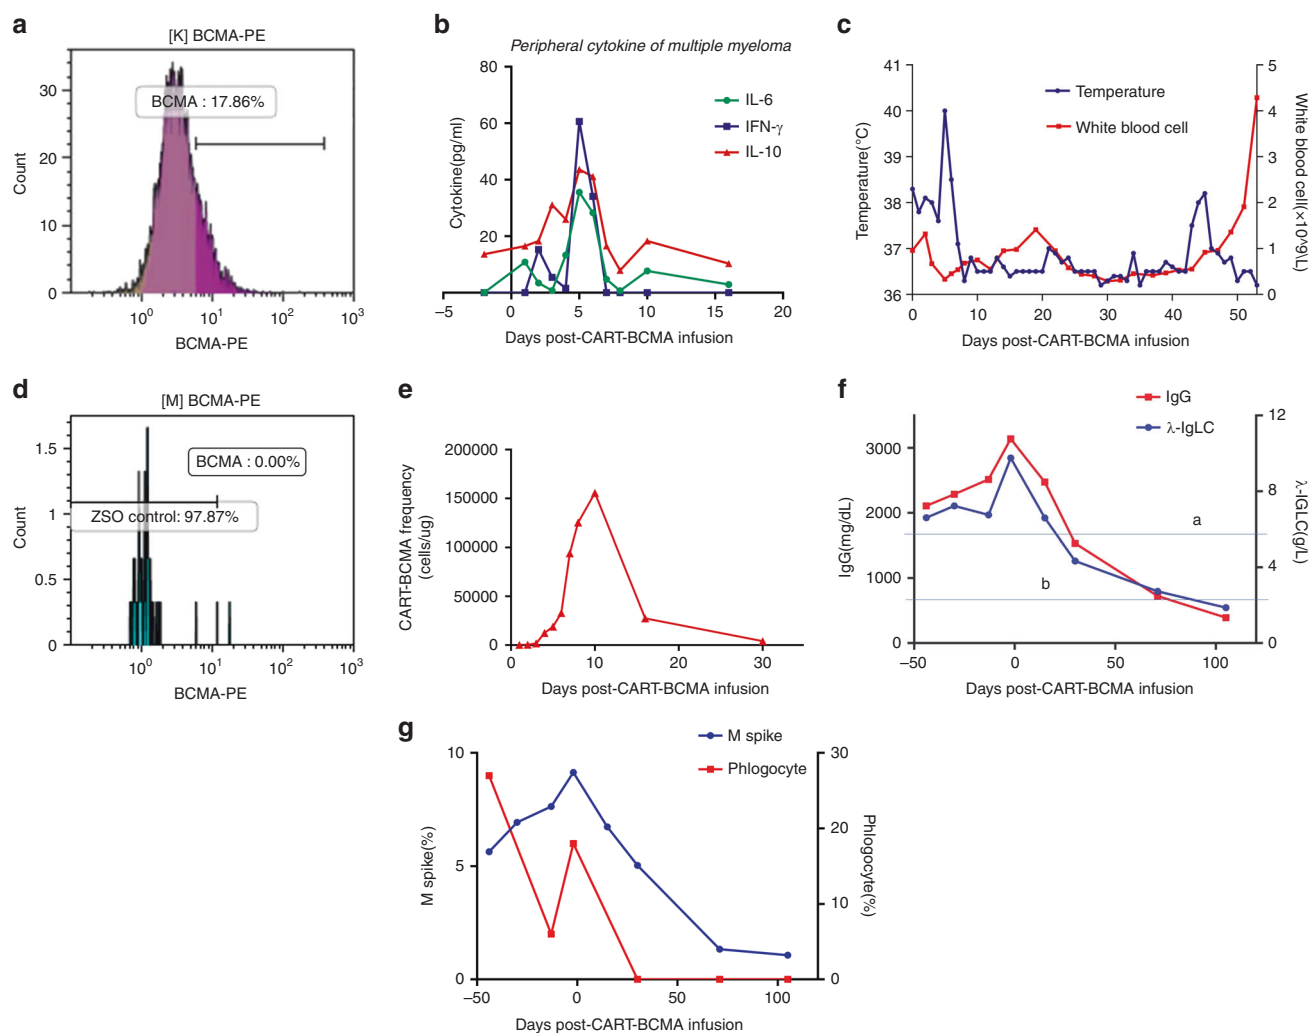 a
[K] BCMA-PE
30
20
10
0
Count
BCMA : 17.86%
10^0
10^1
10^2
10^3
BCMA-PE
b
Peripheral cytokine of multiple myeloma
80
60
40
20
Cytokine(pg/ml)
IL-6
IFN-γ
IL-10
−5
0
5
10
15
20
Days post-CART-BCMA infusion
c
41
40
39
38
37
36
Temperature(°C)
Temperature
White blood cell
5
4
3
2
1
0
White blood cell(×10^9\L)
0
10
20
30
40
50
Days post-CART-BCMA infusion
d
[M] BCMA-PE
1.5
1
0.5
0
Count
BCMA : 0.00%
ZSO control: 97.87%
10^0
10^1
10^2
10^3
BCMA-PE
e
200000
150000
100000
50000
0
CART-BCMA frequency
(cells/ug)
0
10
20
30
Days post-CART-BCMA infusion
f
IgG
λ-IgLC
3000
2000
1000
0
IgG(mg/dL)
a
b
12
8
4
0
λ-IGLC(g/L)
−50
0
50
100
Days post-CART-BCMA infusion
g
M spike
Phlogocyte
10
5
0
M spike(%)
30
20
10
0
Phlogocyte(%)
−50
0
50
100
Days post-CART-BCMA infusion